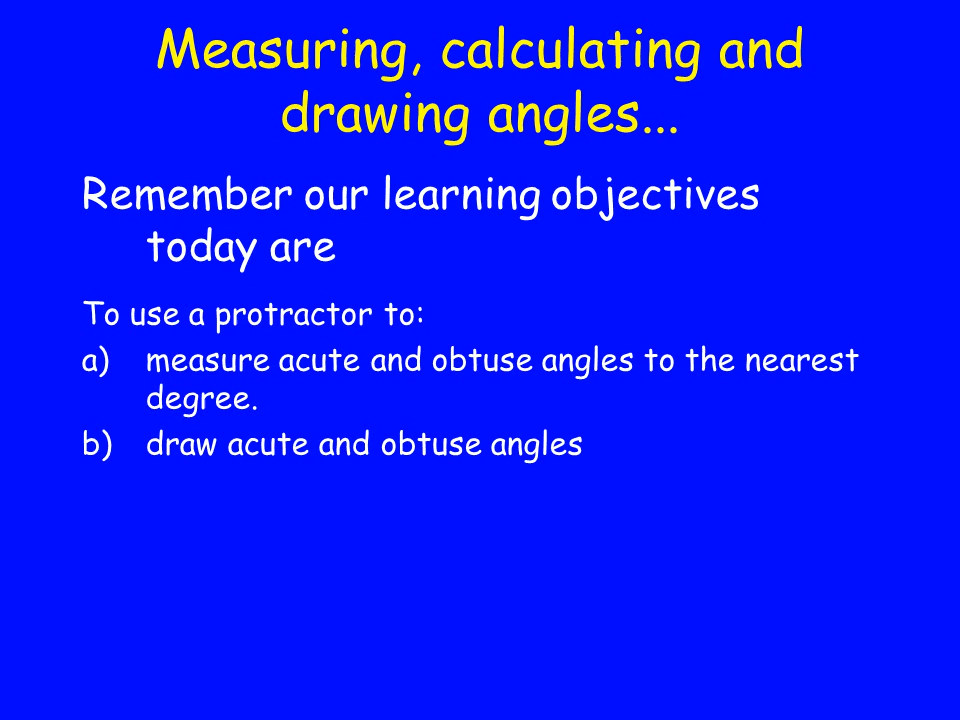 Measuring, calculating and
drawing angles...
Remember our learning objectives
today are
To use a protractor to:
a) measure acute and obtuse angles to the nearest
degree.
b) draw acute and obtuse angles